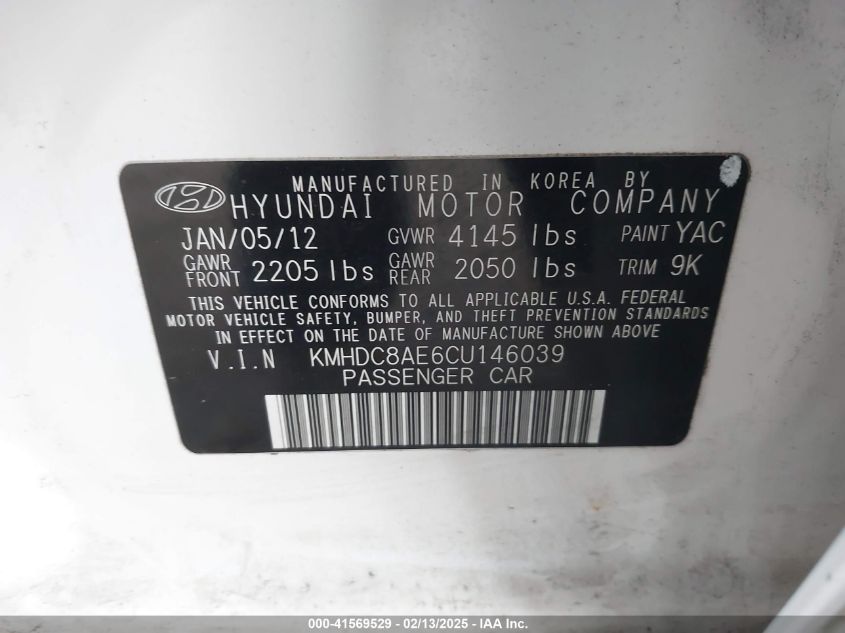 MANUFACTURED IN KOREA BY
HYUNDAI MOTOR COMPANY
JAN/05/12 GVWR 4145 lbs PAINT YAC
GAWR FRONT 2205 lbs GAWR REAR 2050 lbs TRIM 9K
THIS VEHICLE CONFORMS TO ALL APPLICABLE U.S.A. FEDERAL
MOTOR VEHICLE SAFETY, BUMPER, AND THEFT PREVENTION STANDARDS
IN EFFECT ON THE DATE OF MANUFACTURE SHOWN ABOVE
V.I.N KMHDC8AE6CU146039
PASSENGER CAR
000-41569529 - 02/13/2025 - IAA Inc.